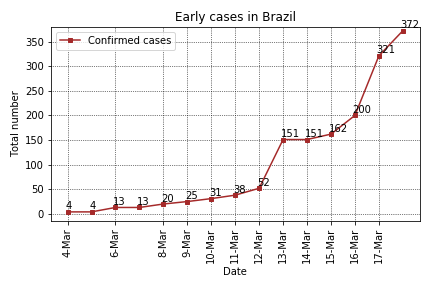 Early cases in Brazil
Confirmed cases
Total number
350
300
250
200
150
100
50
0
4
4
13
13
20
25
31
38
52
151
151
162
200
321
372
4-Mar
6-Mar
8-Mar
9-Mar
10-Mar
11-Mar
12-Mar
13-Mar
14-Mar
15-Mar
16-Mar
17-Mar
Date